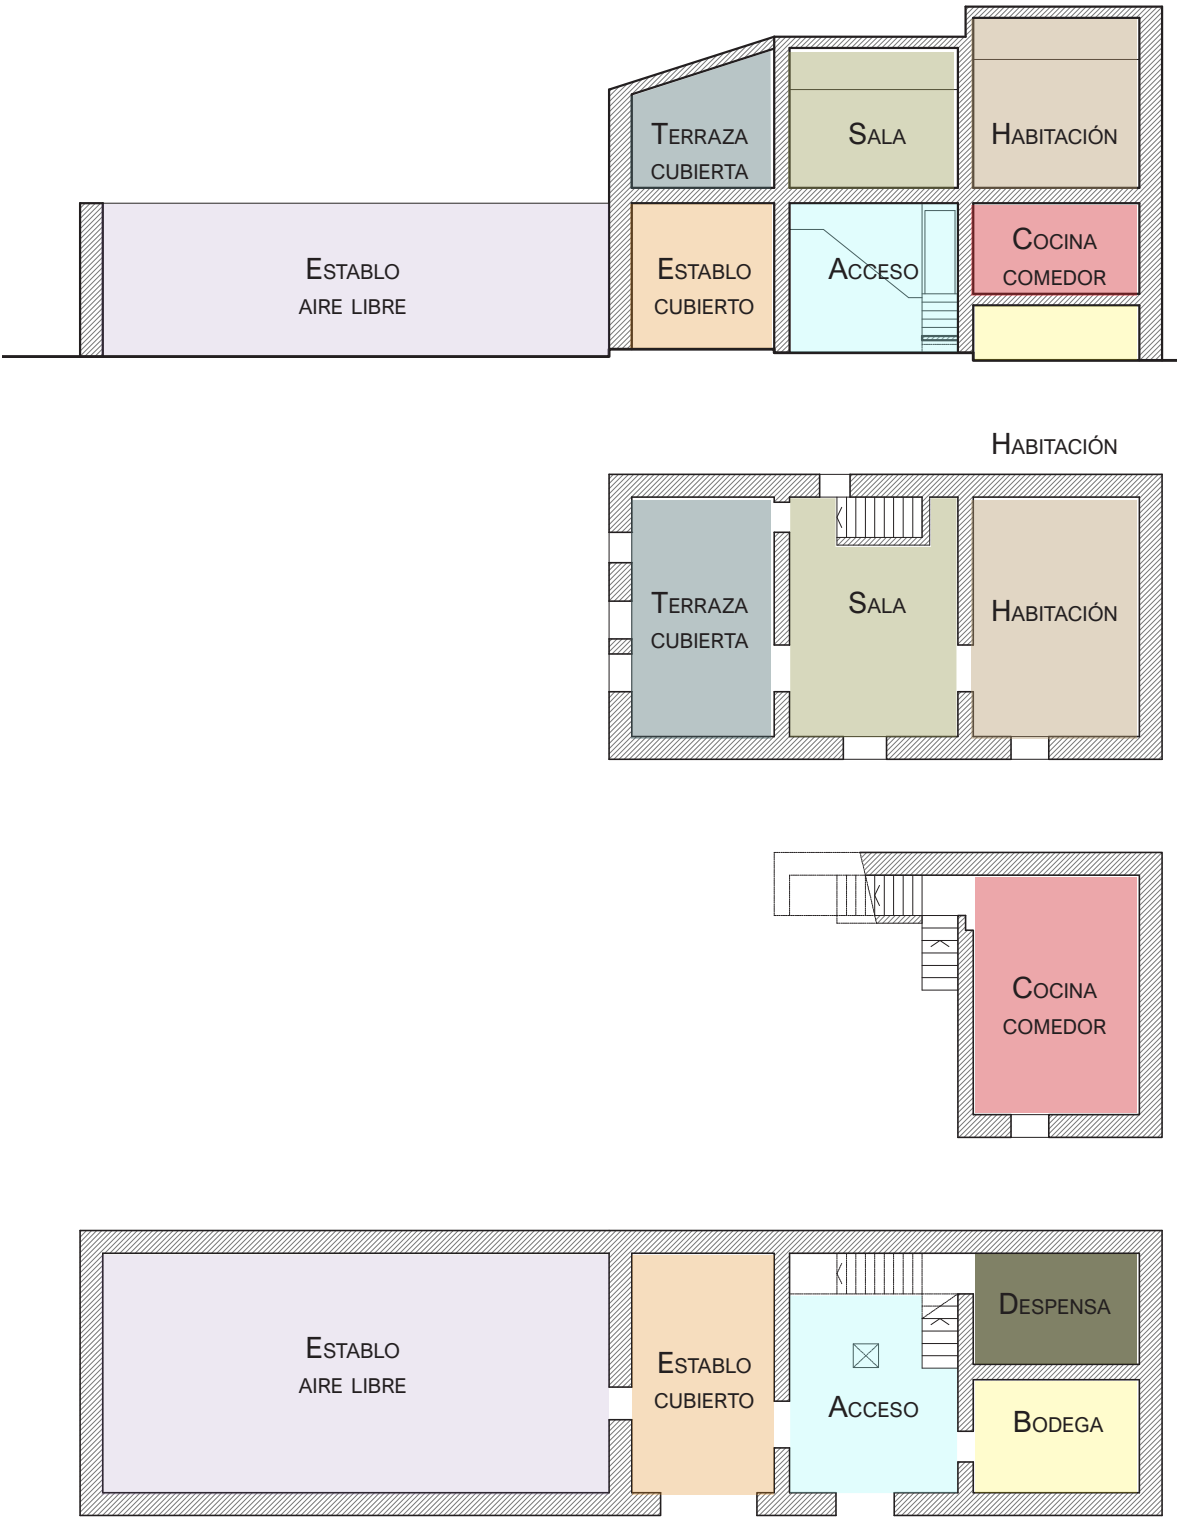 Terraza
cubierta
Sala
Habitación
Establo
aire libre
Establo
cubierto
Acceso
Cocina
comedor
Habitación
Terraza
cubierta
Sala
Habitación
Cocina
comedor
Establo
aire libre
Establo
cubierto
Acceso
Despensa
Bodega